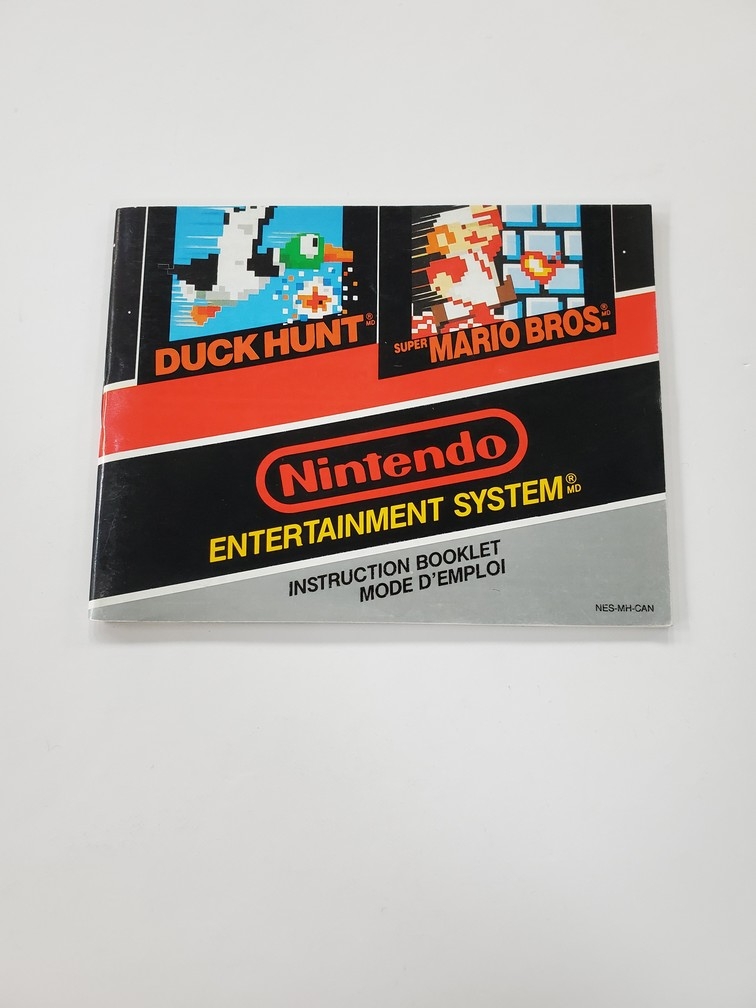 DUCK HUNT ® MD
SUPER MARIO BROS. ® MD
Nintendo
ENTERTAINMENT SYSTEM ® MD
INSTRUCTION BOOKLET
MODE D'EMPLOI
NES-MH-CAN